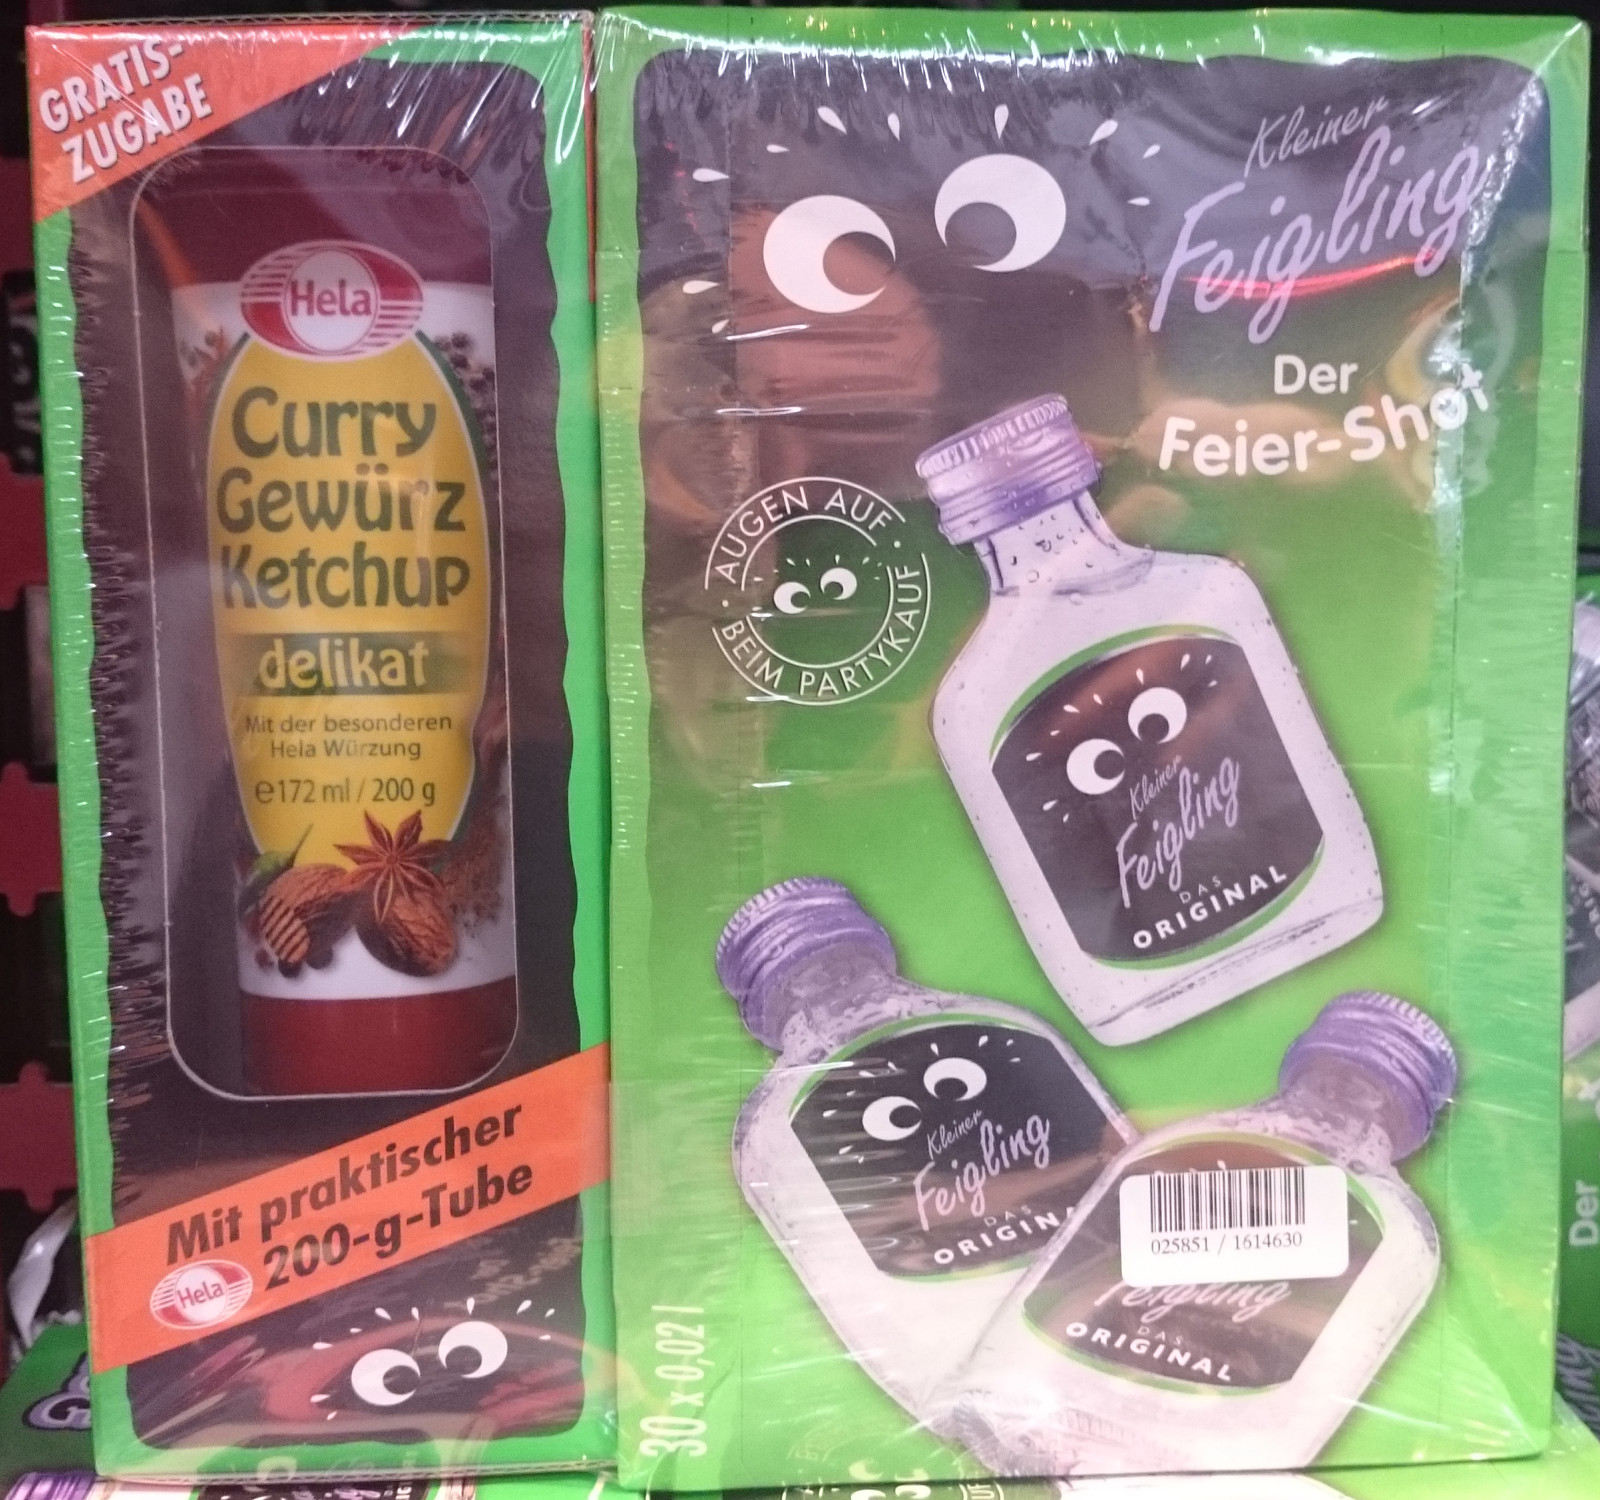 GRATIS-
ZUGABE
Hela
Curry
Gewürz
Ketchup
delikat
Mit der besonderen
Hela Würzung
℮172 ml / 200 g
Mit praktischer
200-g-Tube
Hela
Kleiner
Feigling
Der
Feier-Shot
AUGEN AUF
BEIM PARTYKAUF
Kleiner
Feigling
DAS
ORIGINAL
Kleiner
Feigling
DAS
ORIGINA
025851 / 1614630
Feigling
DAS
ORIGINAL
30 x 0,02 l
Der